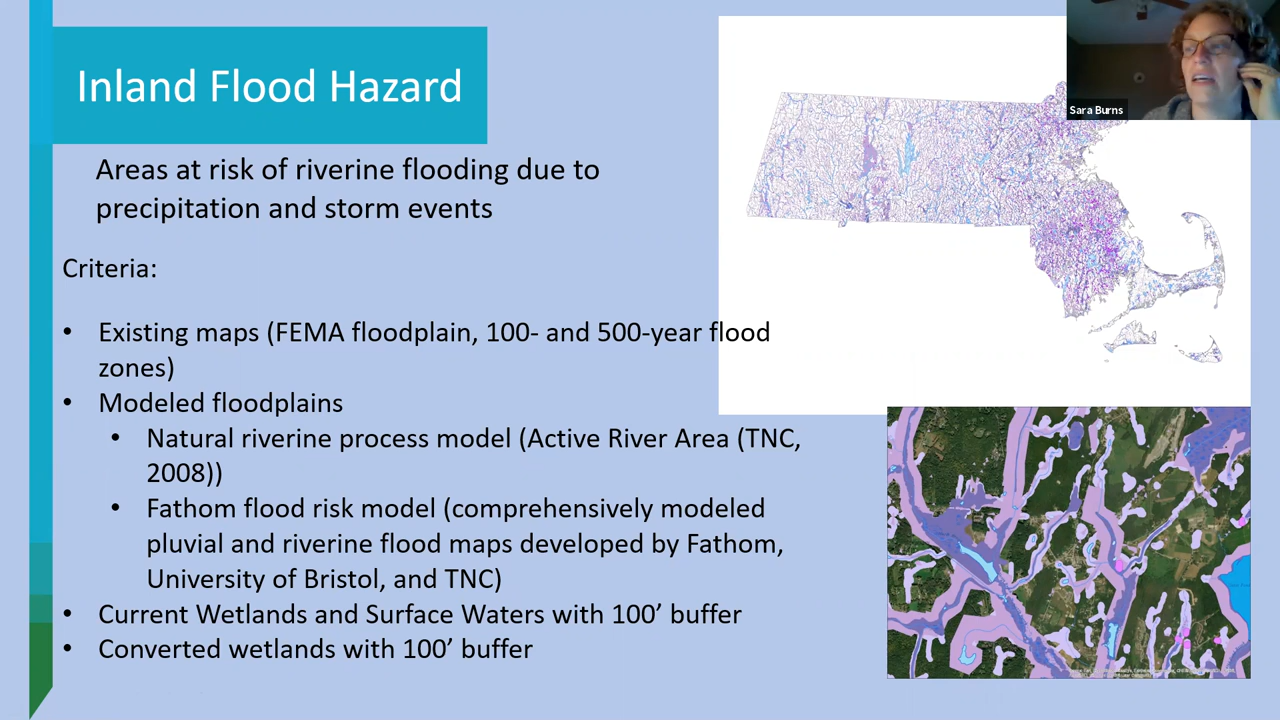 Inland Flood Hazard
Sara Burns
Areas at risk of riverine flooding due to
precipitation and storm events
Criteria:
• Existing maps (FEMA floodplain, 100- and 500-year flood
zones)
• Modeled floodplains
• Natural riverine process model (Active River Area (TNC,
2008))
• Fathom flood risk model (comprehensively modeled
pluvial and riverine flood maps developed by Fathom,
University of Bristol, and TNC)
• Current Wetlands and Surface Waters with 100’ buffer
• Converted wetlands with 100’ buffer